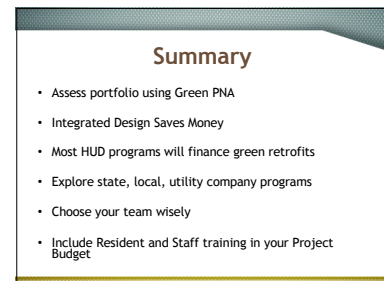 Summary
• Assess portfolio using Green PNA
• Integrated Design Saves Money
• Most HUD programs will finance green retrofits
• Explore state, local, utility company programs
• Choose your team wisely
• Include Resident and Staff training in your Project
Budget